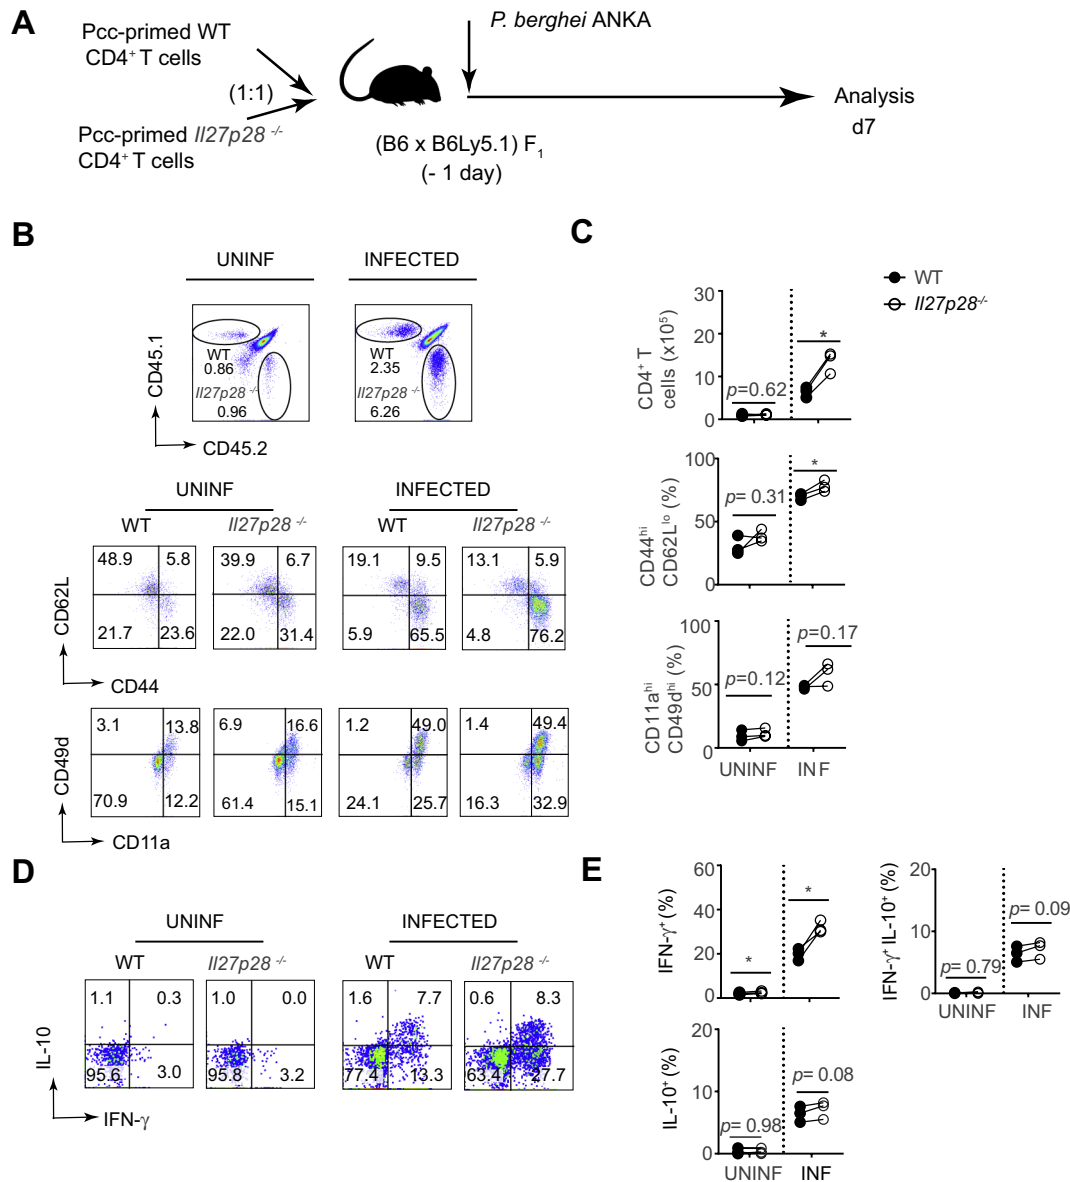 A
Pcc-primed WT
CD4+ T cells
(1:1)
Pcc-primed Il27p28 -/-
CD4+ T cells
P. berghei ANKA
(B6 x B6Ly5.1) F1
(- 1 day)
Analysis
d7
B
UNINF INFECTED
CD45.1
WT
0.86
Il27p28 -/-
0.96
WT
2.35
Il27p28 -/-
6.26
CD45.2
UNINF INFECTED
WT Il27p28 -/- WT Il27p28 -/-
CD62L
48.9 5.8 39.9 6.7 19.1 9.5 13.1 5.9
21.7 23.6 22.0 31.4 5.9 65.5 4.8 76.2
CD44
CD49d
3.1 13.8 6.9 16.6 1.2 49.0 1.4 49.4
70.9 12.2 61.4 15.1 24.1 25.7 16.3 32.9
CD11a
C
WT
Il27p28-/-
CD4+ T
cells (x10^5)
30
20
10
0
p=0.62
*
CD44hi
CD62Llo (%)
100
50
0
p= 0.31
*
CD11ahi
CD49dhi (%)
100
50
0
p=0.12
p=0.17
UNINF INF
D
UNINF INFECTED
WT Il27p28 -/- WT Il27p28 -/-
IL-10
1.1 0.3 1.0 0.0 1.6 7.7 0.6 8.3
95.6 3.0 95.8 3.2 77.4 13.3 63.4 27.7
IFN-γ
E
IFN-γ+ (%)
60
40
20
0
*
*
IFN-γ+ IL-10+ (%)
20
10
0
p= 0.79
p= 0.09
UNINF INF
IL-10+ (%)
20
10
0
p= 0.98
p= 0.08
UNINF INF